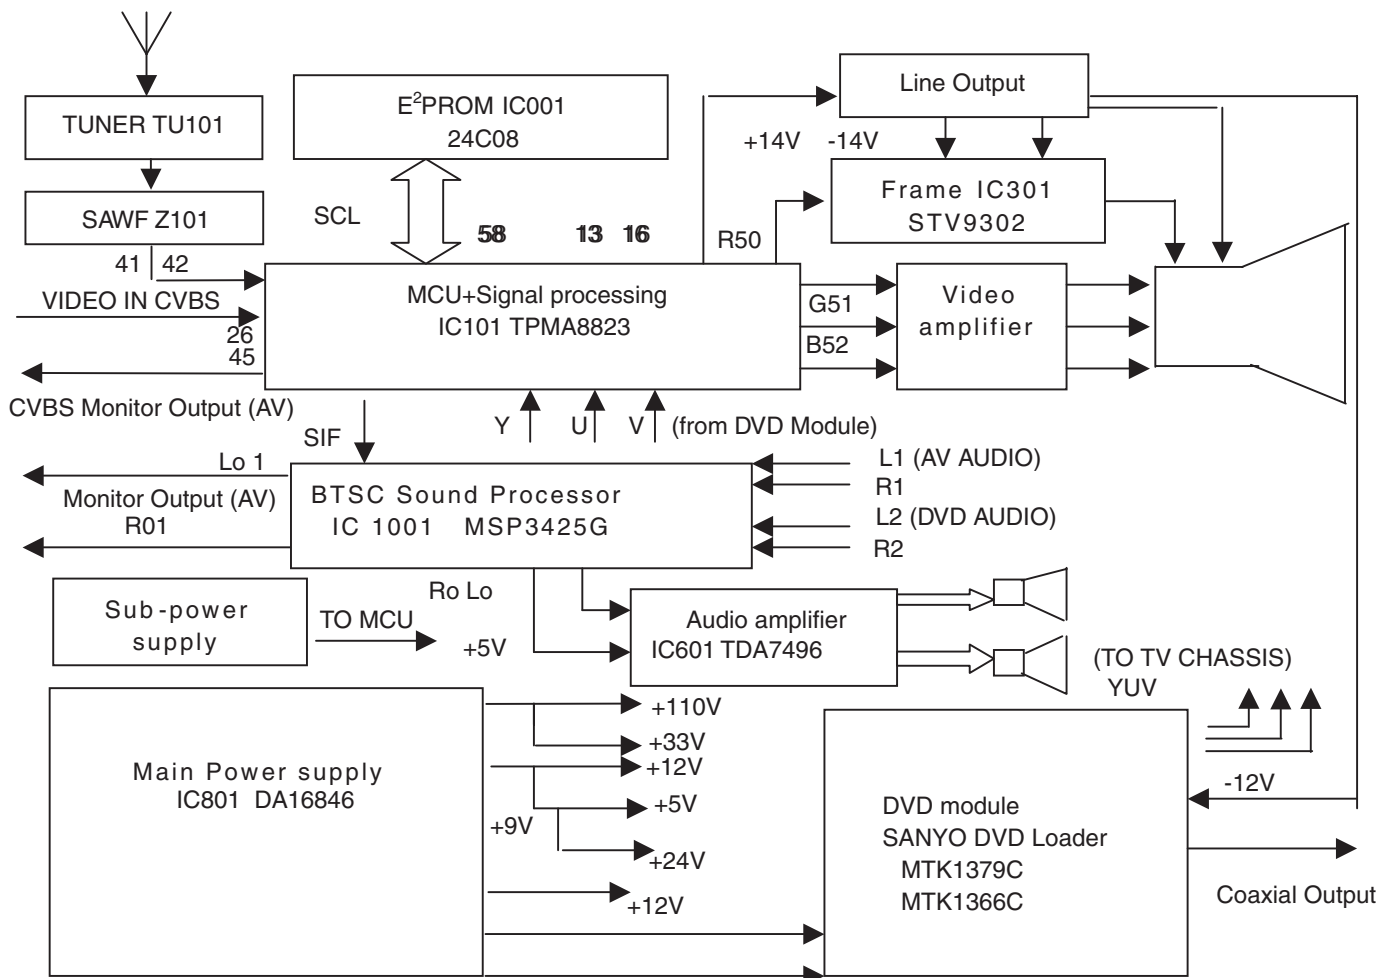 TUNER TU101
E²PROM IC001
24C08
Line Output
+14V -14V
SAWF Z101
SCL
58 13 16
R50
Frame IC301
STV9302
41 42
VIDEO IN CVBS
26
45
MCU+Signal processing
IC101 TPMA8823
G51
B52
Video
amplifier
CVBS Monitor Output (AV)
SIF
Y U V (from DVD Module)
Lo 1
Monitor Output (AV)
R01
BTSC Sound Processor
IC 1001 MSP3425G
L1 (AV AUDIO)
R1
L2 (DVD AUDIO)
R2
Sub-power
supply
TO MCU
Ro Lo
+5V
Audio amplifier
IC601 TDA7496
(TO TV CHASSIS)
YUV
Main Power supply
IC801 DA16846
+110V
+33V
+12V
+5V
+9V
+24V
+12V
DVD module
SANYO DVD Loader
MTK1379C
MTK1366C
-12V
Coaxial Output